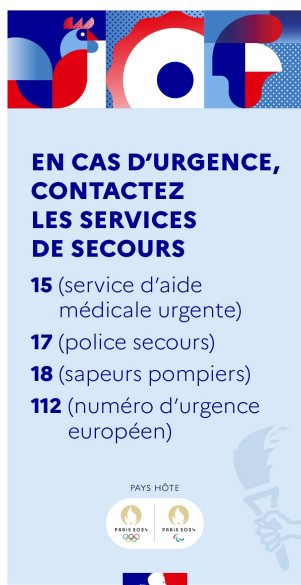 EN CAS D’URGENCE,
CONTACTEZ
LES SERVICES
DE SECOURS
15 (service d’aide
médicale urgente)
17 (police secours)
18 (sapeurs pompiers)
112 (numéro d’urgence
européen)
PAYS HÔTE
PARIS 2024 PARIS 2024